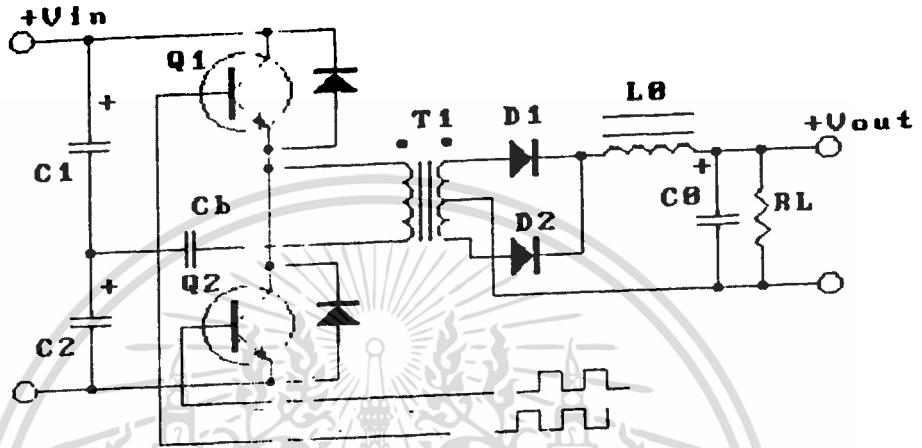 +Vin
Q1
+
C1
Cb
T1
D1
L0
+Vout
+
C0
RL
D2
+
Q2
C2